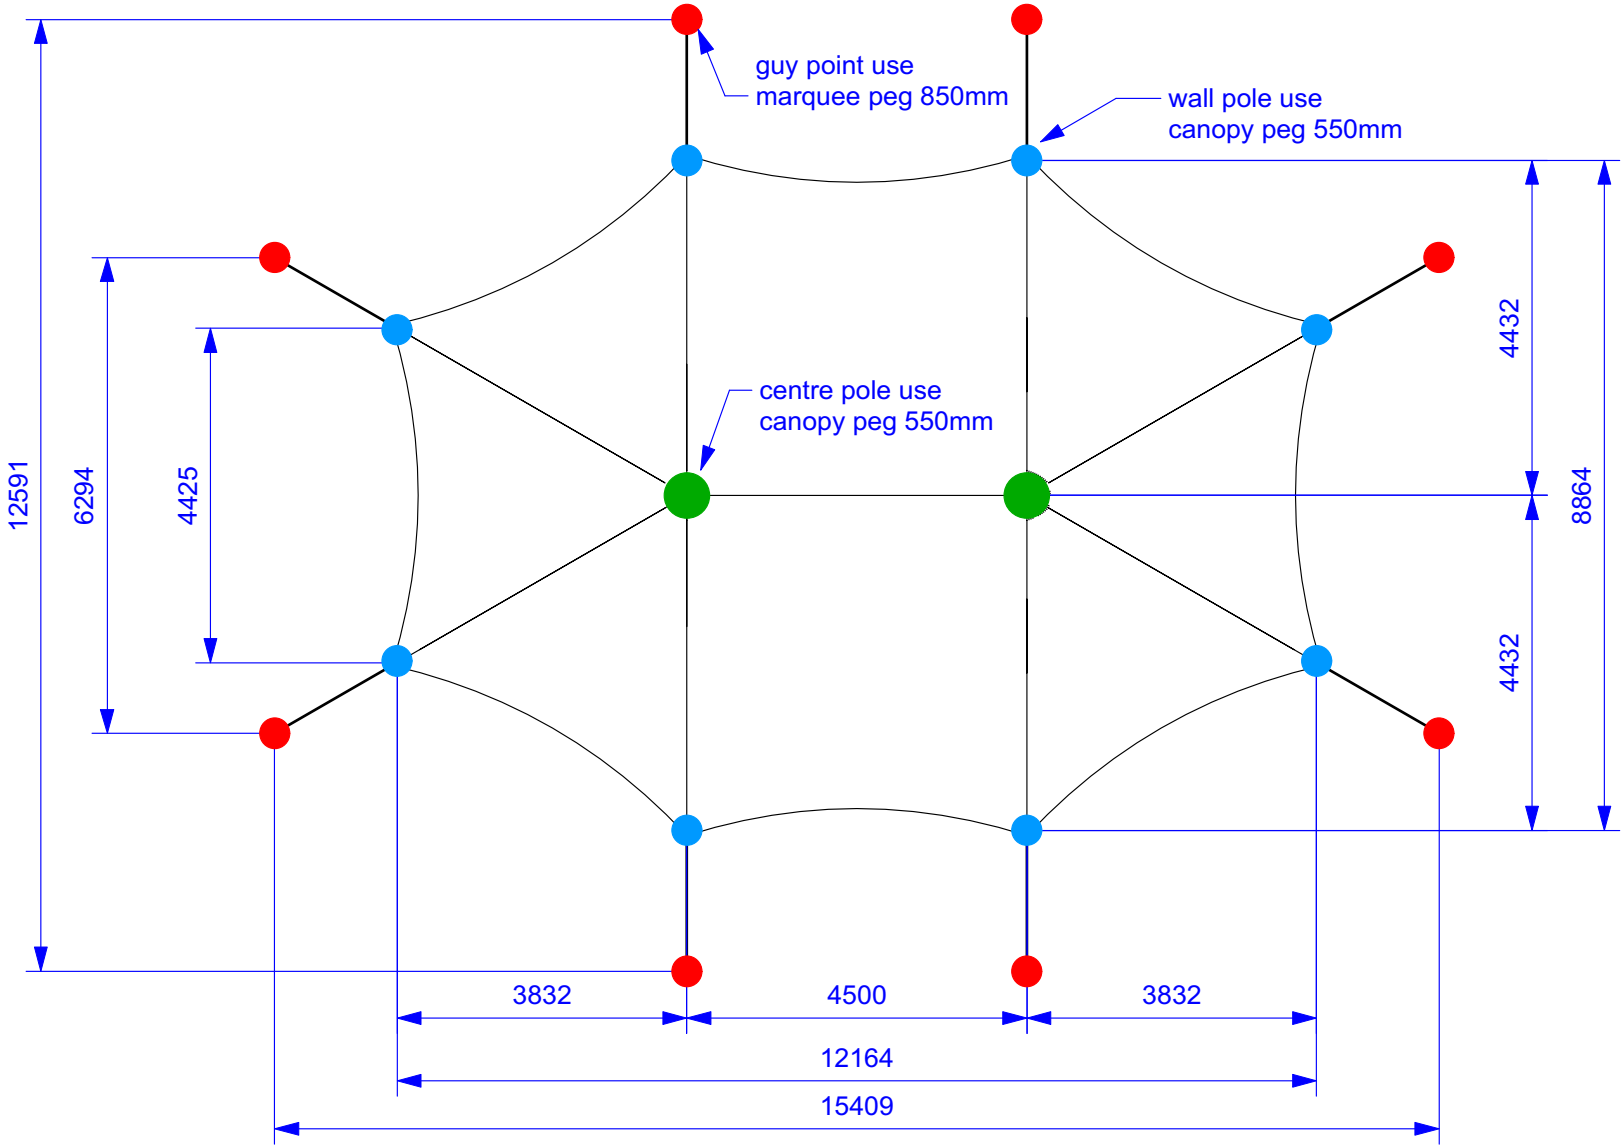 guy point use
marquee peg 850mm
wall pole use
canopy peg 550mm
centre pole use
canopy peg 550mm
12591
6294
4425
4432
4432
8864
3832
4500
3832
12164
15409